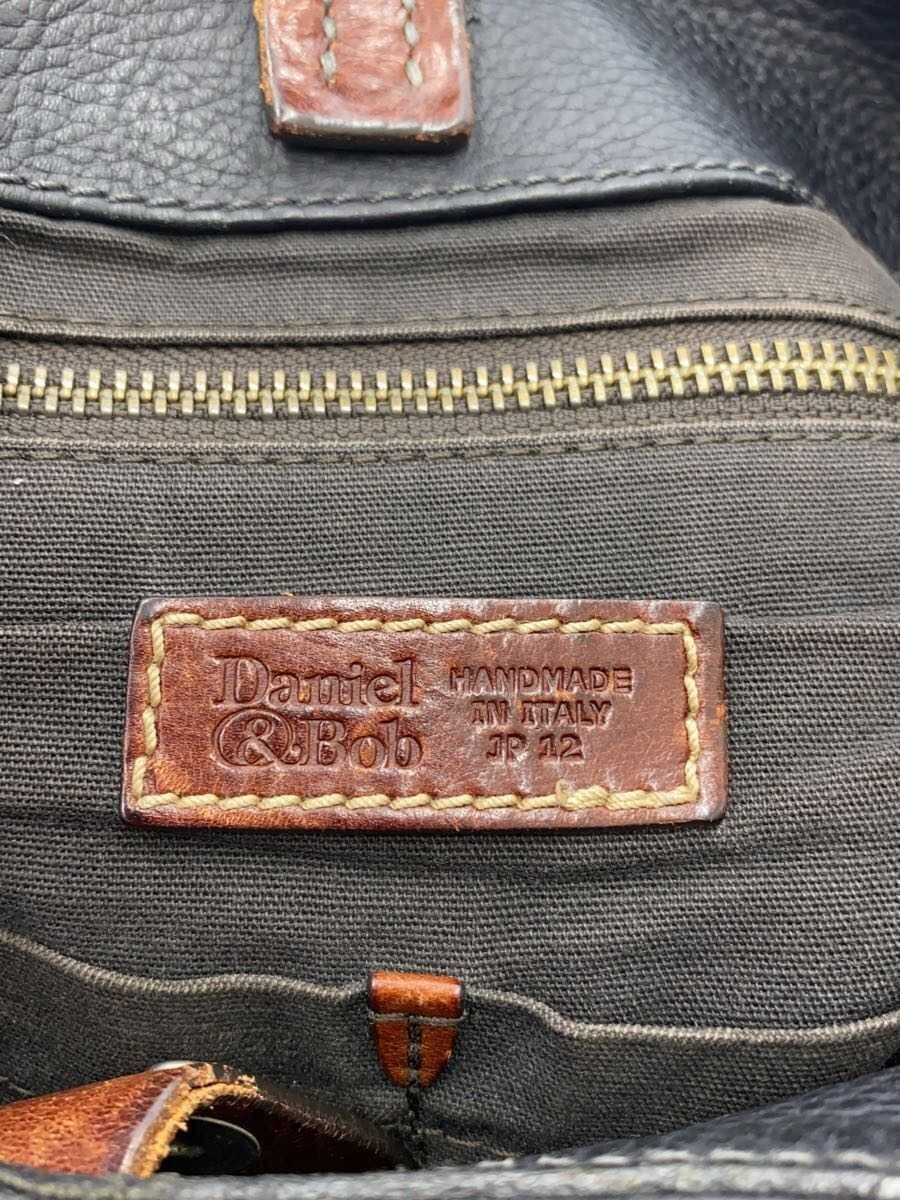 Daniel
& Bob
HANDMADE
IN ITALY
JP 12